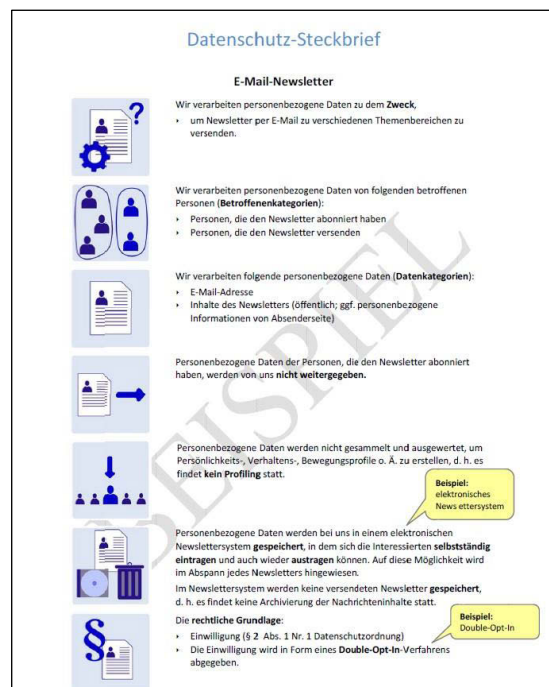 Datenschutz-Steckbrief
E-Mail-Newsletter
Wir verarbeiten personenbezogene Daten zu dem Zweck,
um Newsletter per E-Mail zu verschiedenen Themenbereichen zu
versenden.
Wir verarbeiten personenbezogene Daten von folgenden betroffenen
Personen (Betroffenenkategorien):
Personen, die den Newsletter abonniert haben
Personen, die den Newsletter versenden
Wir verarbeiten folgende personenbezogene Daten (Datenkategorien):
E-Mail-Adresse
Inhalte des Newsletters (öffentlich; ggf. personenbezogene
Informationen von Absenderseite)
Personenbezogene Daten der Personen, die den Newsletter abonniert
haben, werden von uns nicht weitergegeben.
Personenbezogene Daten werden nicht gesammelt und ausgewertet, um
Persönlichkeits-, Verhaltens-, Bewegungsprofile o. Ä. zu erstellen, d. h. es
findet kein Profiling statt.
Beispiel:
elektronisches
News ettersystem
Personenbezogene Daten werden bei uns in einem elektronischen
Newslettersystem gespeichert, in dem sich die Interessierten selbstständig
eintragen und auch wieder austragen können. Auf diese Möglichkeit wird
im Abspann jedes Newsletters hingewiesen.
Im Newslettersystem werden keine versendeten Newsletter gespeichert,
d. h. es findet keine Archivierung der Nachrichteninhalte statt.
Die rechtliche Grundlage:
Einwilligung (§ 2 Abs. 1 Nr. 1 Datenschutzordnung)
Die Einwilligung wird in Form eines Double-Opt-In-Verfahrens
abgegeben.
Beispiel:
Double-Opt-In
?
§
BEISPIEL